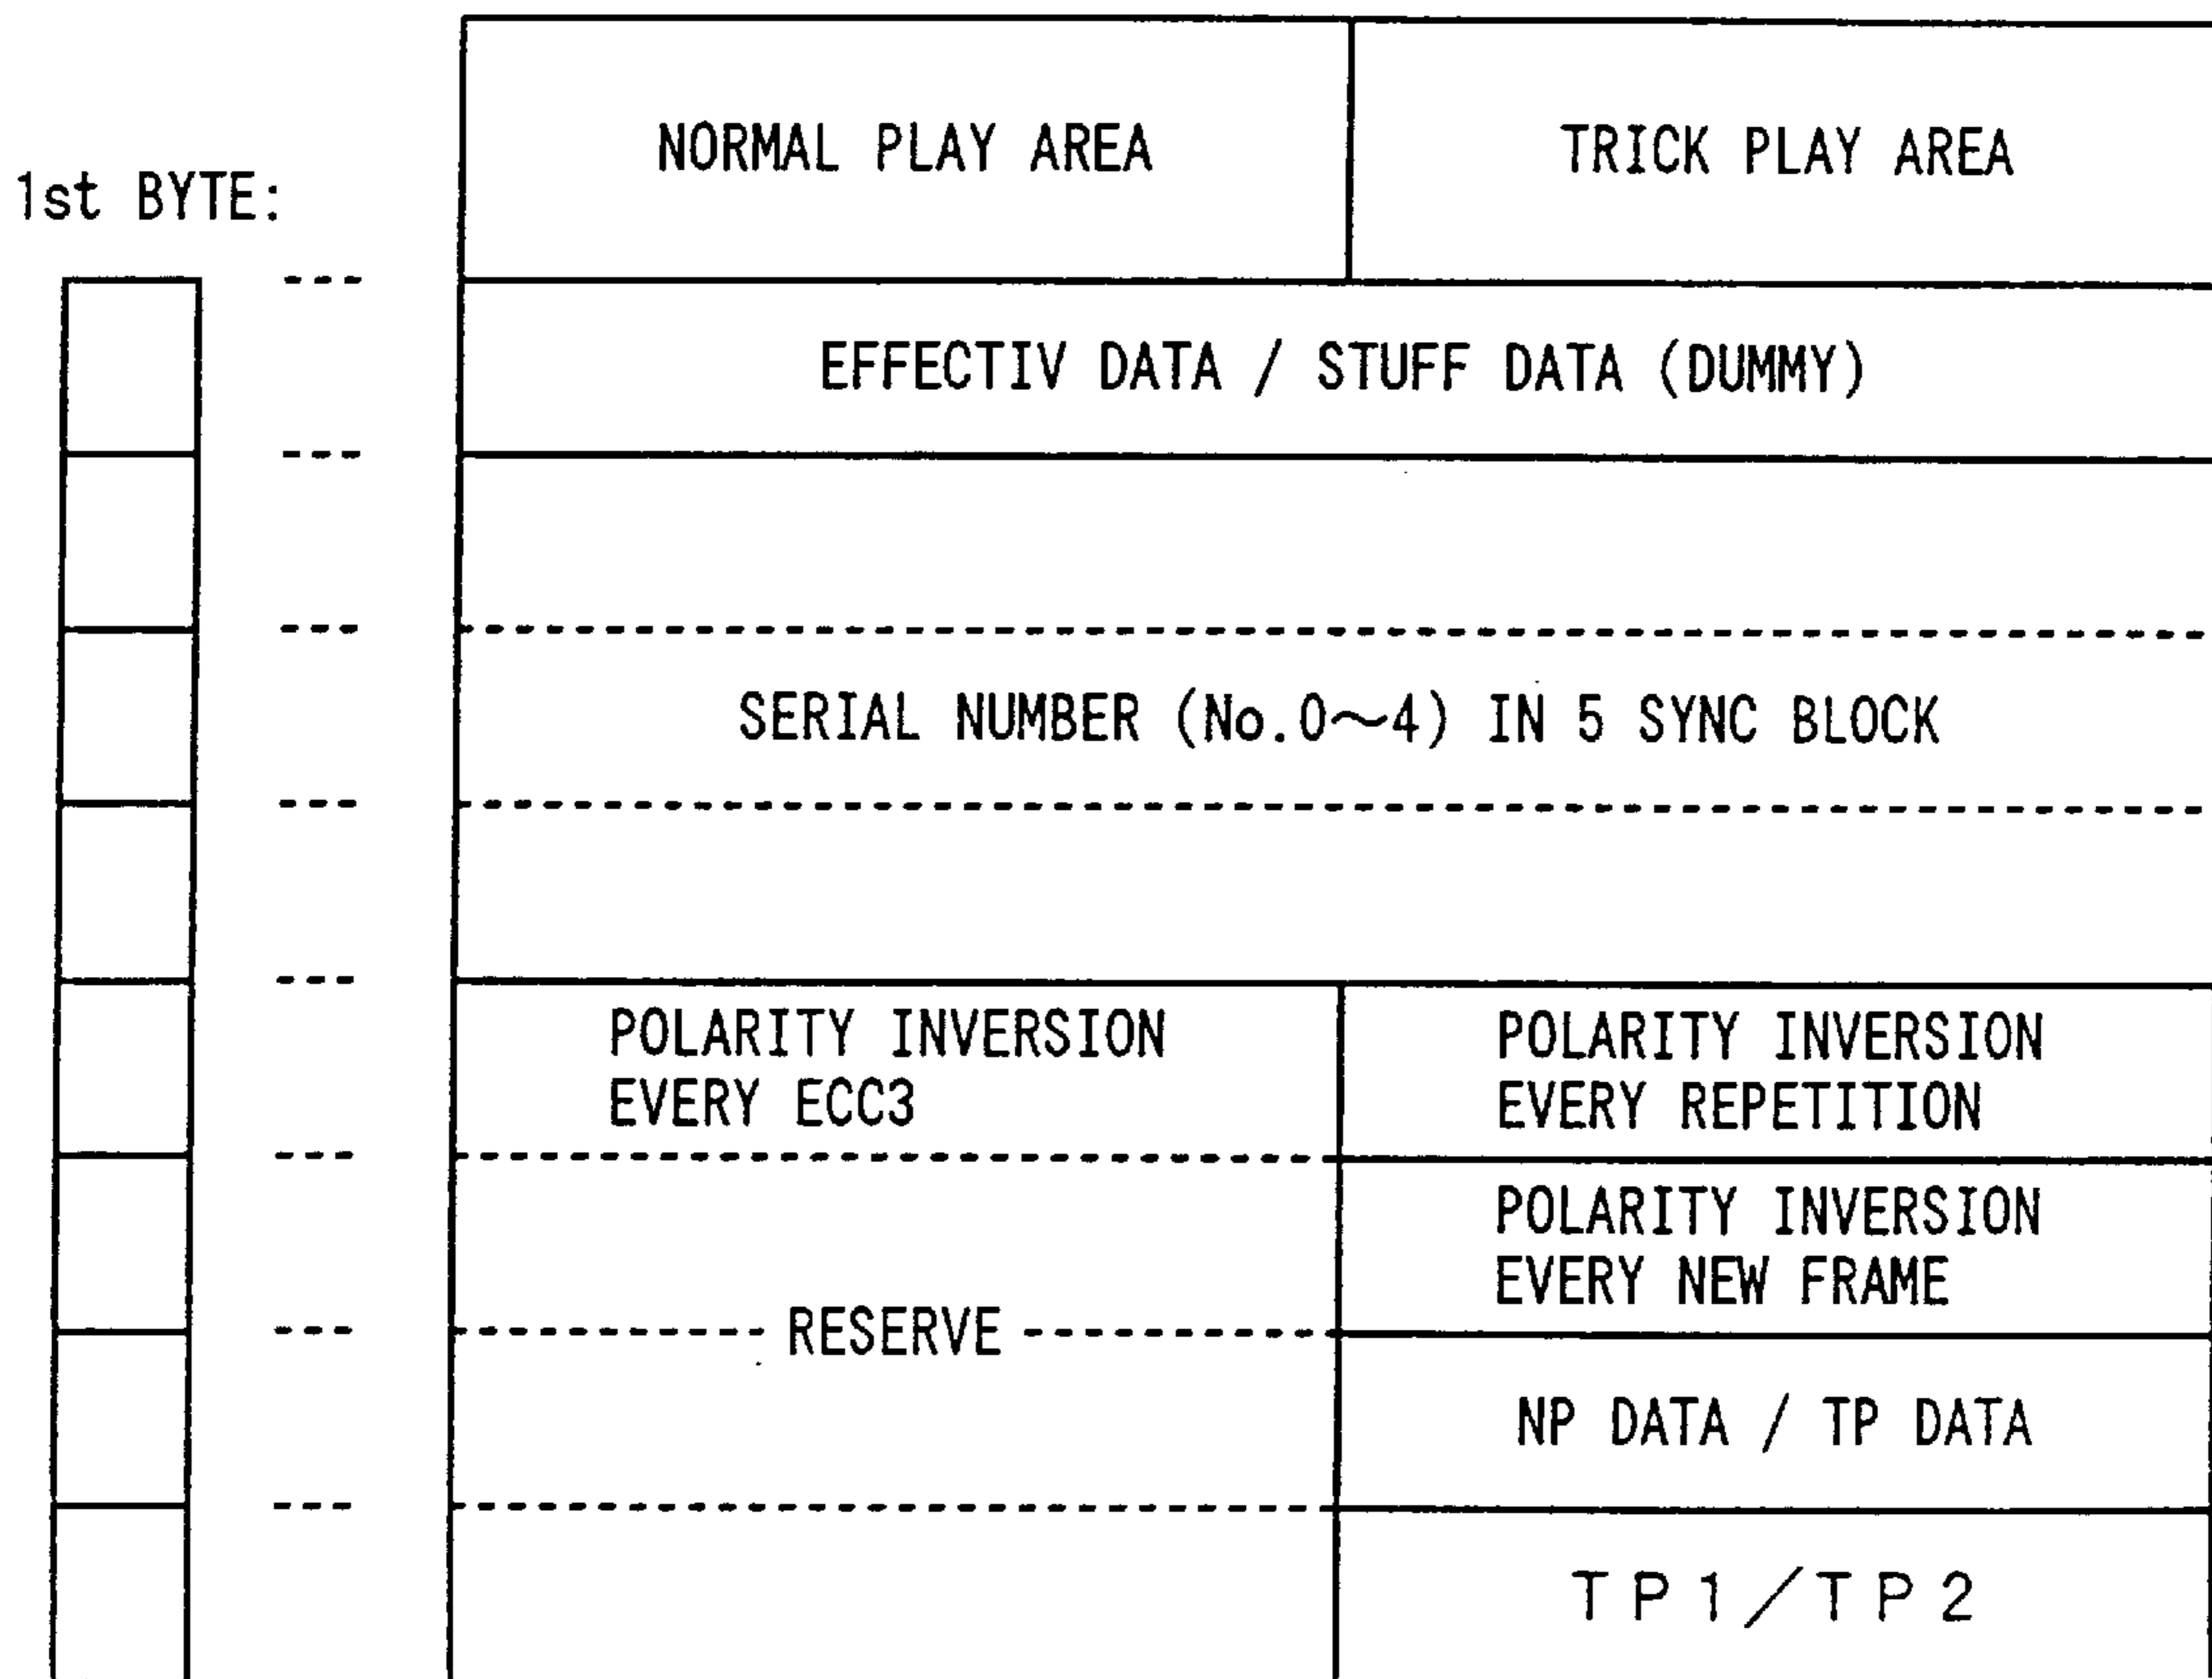 NORMAL PLAY AREA
TRICK PLAY AREA
1st BYTE:
EFFECTIV DATA / STUFF DATA (DUMMY)
SERIAL NUMBER (No.0〜4) IN 5 SYNC BLOCK
POLARITY INVERSION
EVERY ECC3
POLARITY INVERSION
EVERY REPETITION
POLARITY INVERSION
EVERY NEW FRAME
RESERVE
NP DATA / TP DATA
TP1/TP2